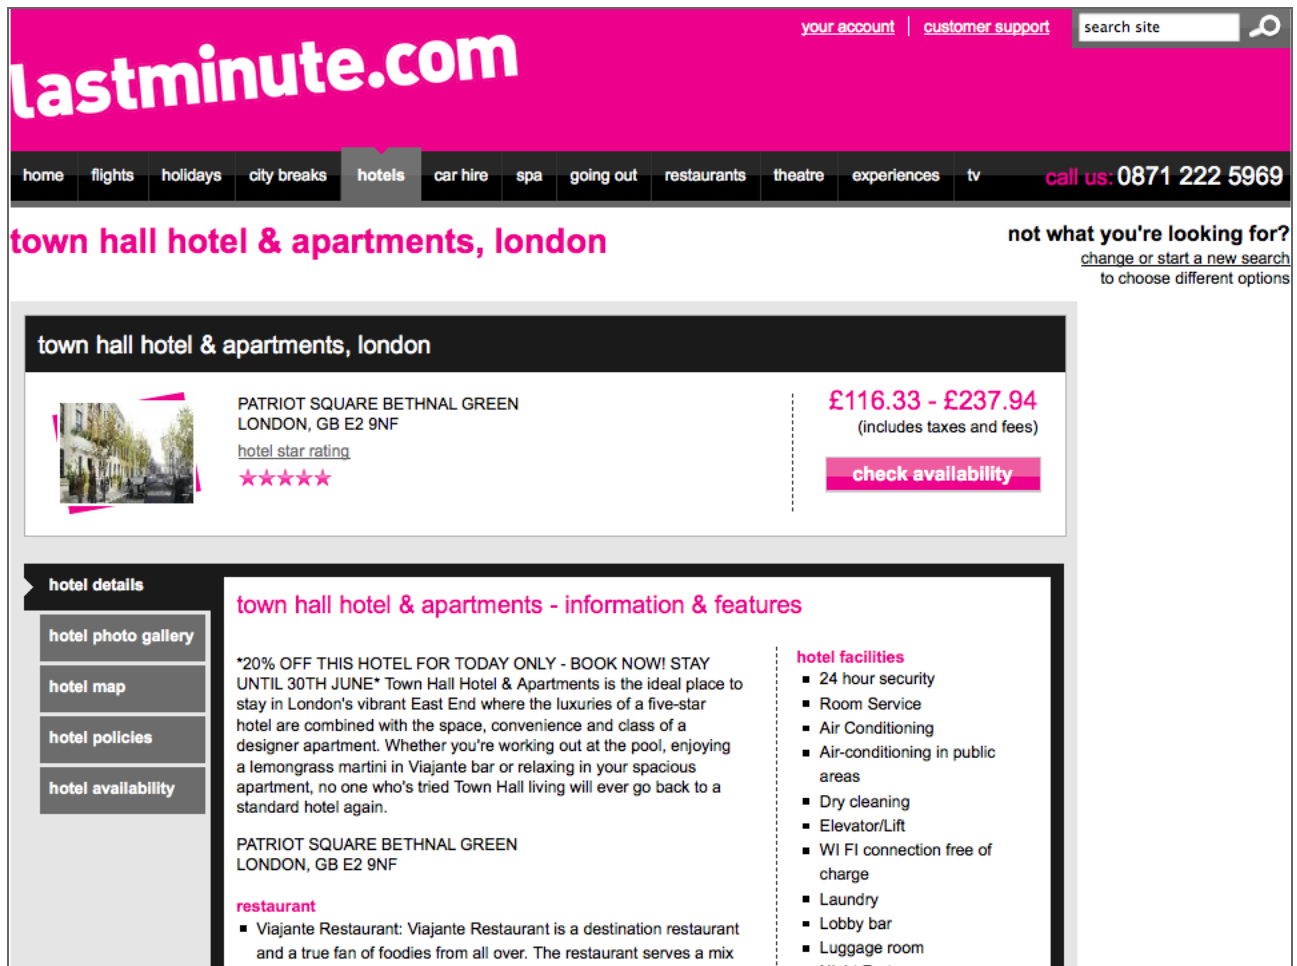 your account | customer support
search site
lastminute.com
home flights holidays city breaks hotels car hire spa going out restaurants theatre experiences tv call us: 0871 222 5969
town hall hotel & apartments, london
not what you're looking for?
change or start a new search
to choose different options
town hall hotel & apartments, london
PATRIOT SQUARE BETHNAL GREEN
LONDON, GB E2 9NF
hotel star rating
£116.33 - £237.94
(includes taxes and fees)
check availability
hotel details
hotel photo gallery
hotel map
hotel policies
hotel availability
town hall hotel & apartments - information & features
*20% OFF THIS HOTEL FOR TODAY ONLY - BOOK NOW! STAY
UNTIL 30TH JUNE* Town Hall Hotel & Apartments is the ideal place to
stay in London's vibrant East End where the luxuries of a five-star
hotel are combined with the space, convenience and class of a
designer apartment. Whether you're working out at the pool, enjoying
a lemongrass martini in Viajante bar or relaxing in your spacious
apartment, no one who's tried Town Hall living will ever go back to a
standard hotel again.
PATRIOT SQUARE BETHNAL GREEN
LONDON, GB E2 9NF
restaurant
Viajante Restaurant: Viajante Restaurant is a destination restaurant
and a true fan of foodies from all over. The restaurant serves a mix
hotel facilities
24 hour security
Room Service
Air Conditioning
Air-conditioning in public
areas
Dry cleaning
Elevator/Lift
WI FI connection free of
charge
Laundry
Lobby bar
Luggage room